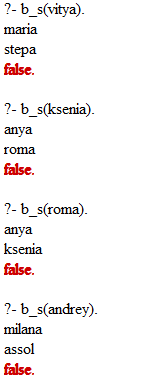 ?- b_s(vitya).
maria
stepa
false.
?- b_s(ksenia).
anya
roma
false.
?- b_s(roma).
anya
ksenia
false.
?- b_s(andrey).
milana
assol
false.